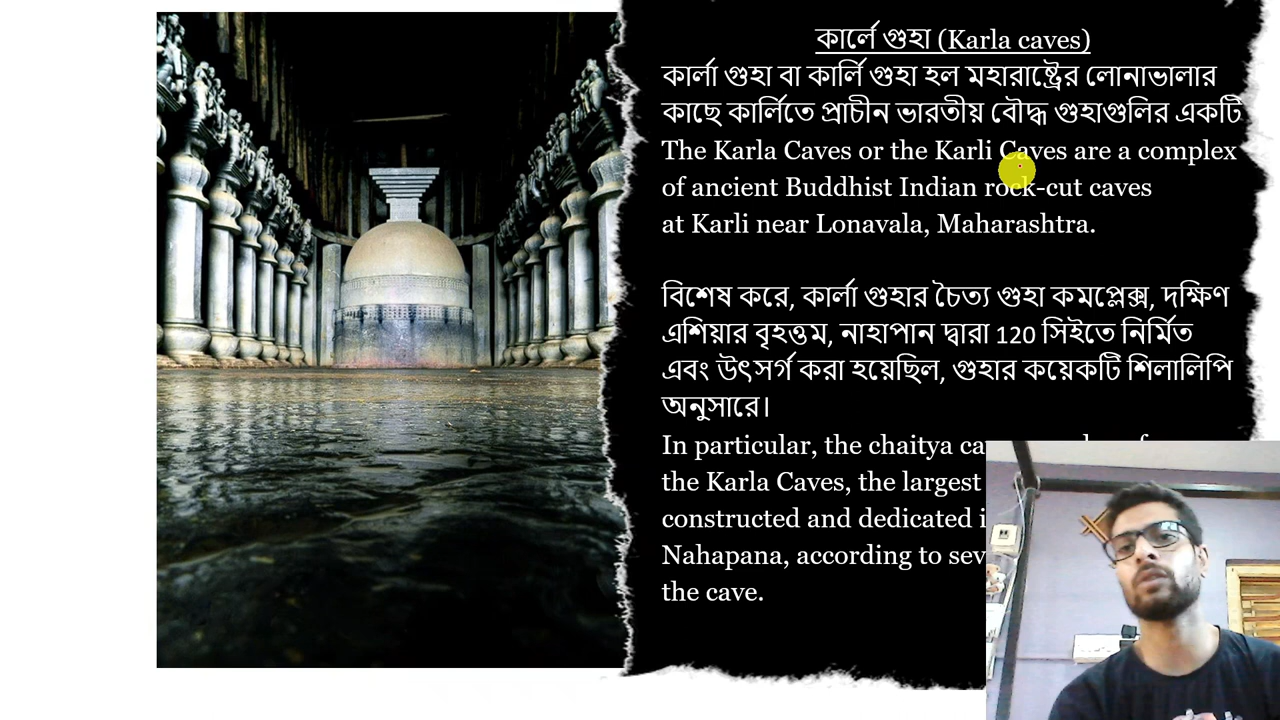 কার্লে গুহা (Karla caves)
কার্লা গুহা বা কার্লি গুহা হল মহারাষ্ট্রের লোনাভালার
কাছে কার্লিতে প্রাচীন ভারতীয় বৌদ্ধ গুহাগুলির একটি
The Karla Caves or the Karli Caves are a complex
of ancient Buddhist Indian rock-cut caves
at Karli near Lonavala, Maharashtra.
বিশেষ করে, কার্লা গুহার চৈত্য গুহা কমপ্লেক্স, দক্ষিণ
এশিয়ার বৃহত্তম, নাহাপান দ্বারা 120 সিইতে নির্মিত
এবং উৎসর্গ করা হয়েছিল, গুহার কয়েকটি শিলালিপি
অনুসারে।
In particular, the chaitya
the Karla Caves, the largest
constructed and dedicated
Nahapana, according to
the cave.